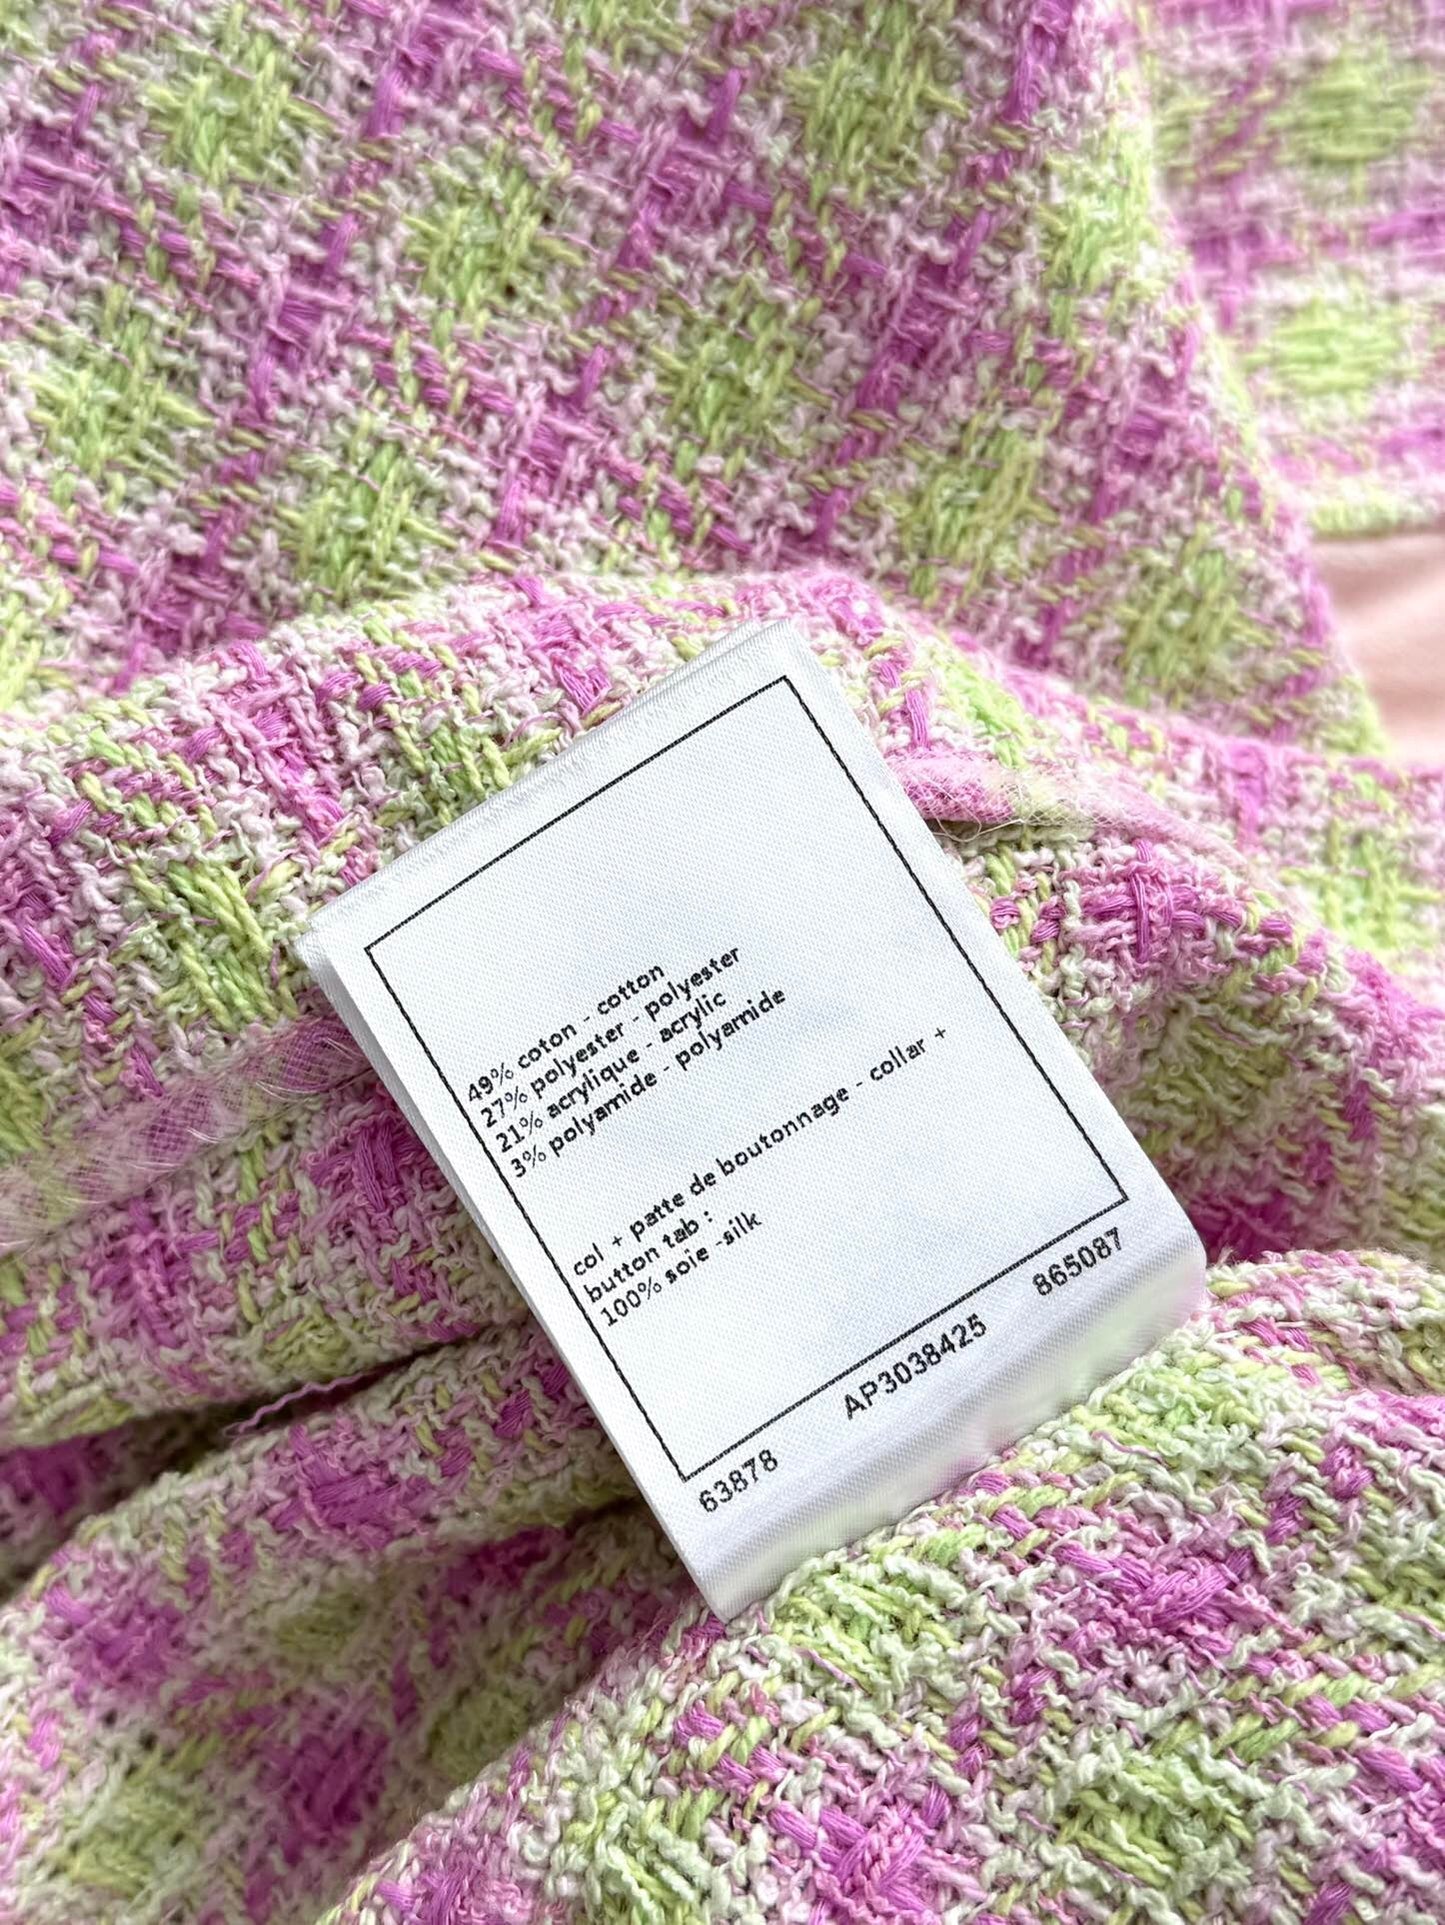 49% coton - cotton
27% polyester - polyester
21% acrylique - acrylic
3% polyamide - polyamide
col + patte de boutonnage - collar +
button tab :
100% soie -silk
63878 AP3038425 865087